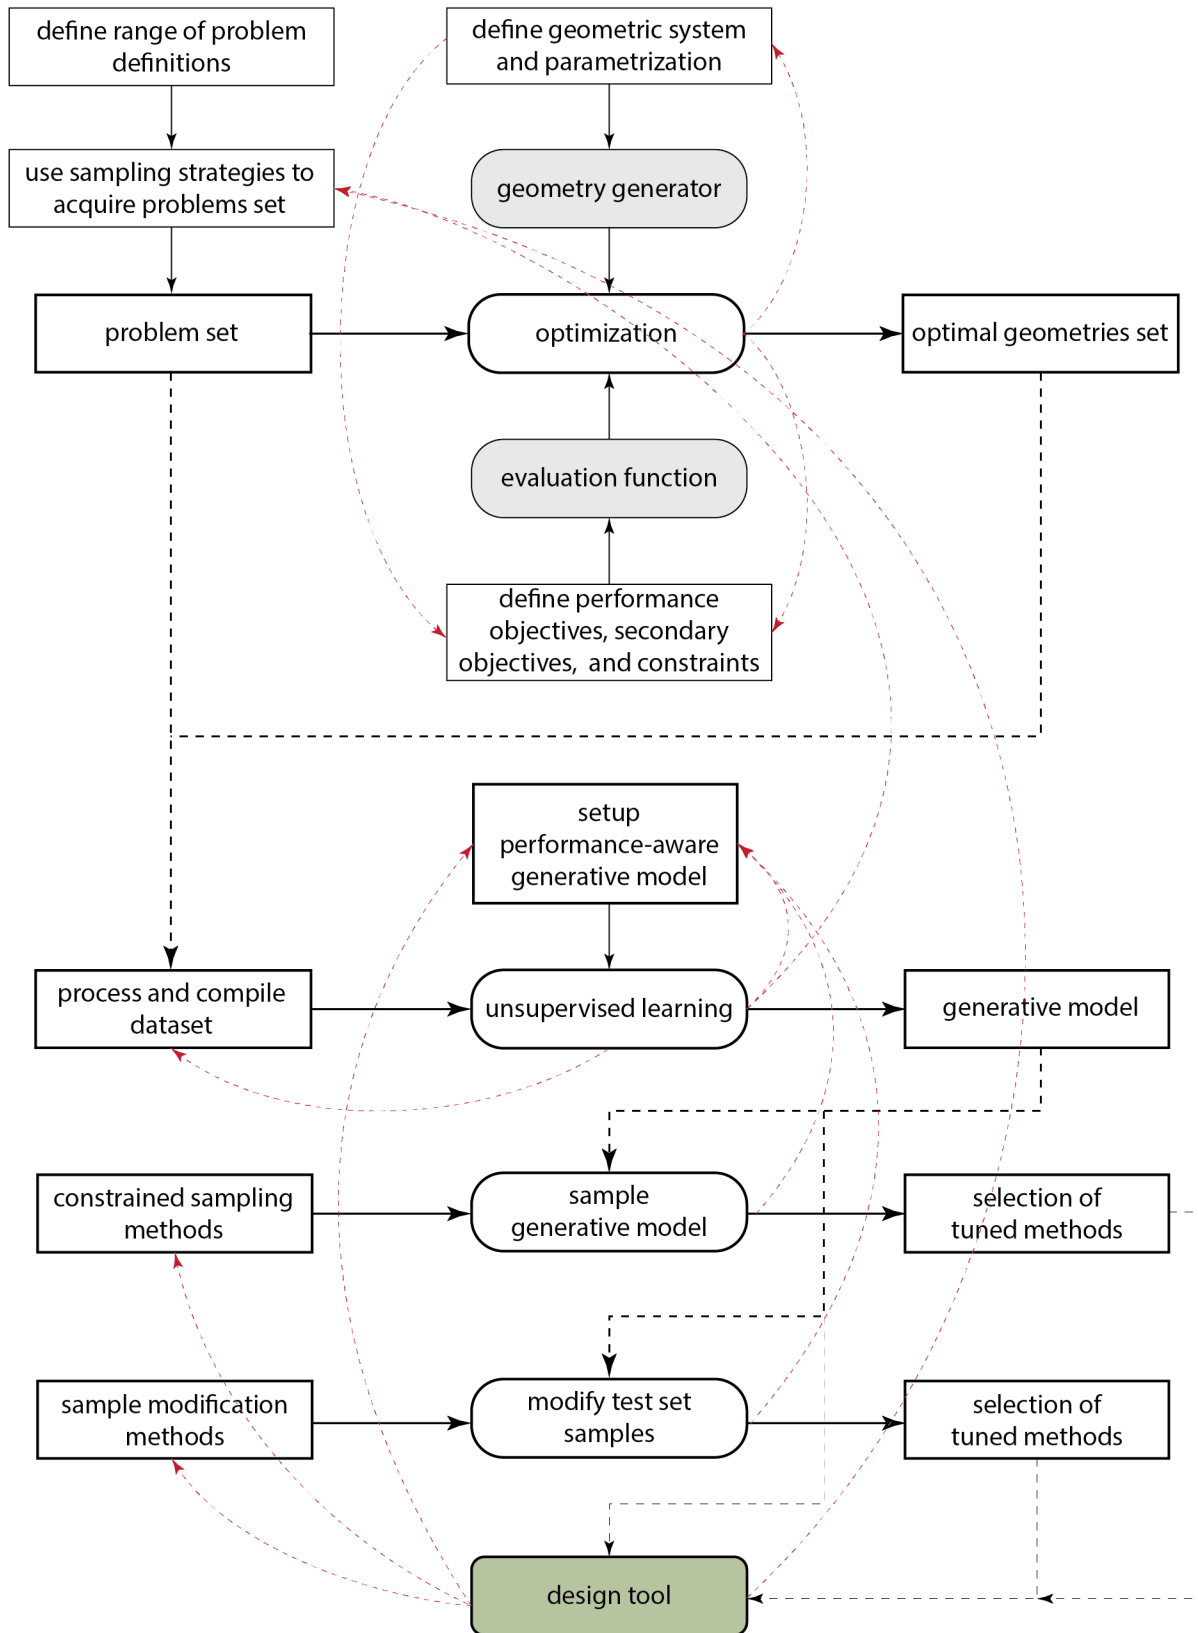 define range of problem
definitions
define geometric system
and parametrization
use sampling strategies to
acquire problems set
geometry generator
problem set
optimization
optimal geometries set
evaluation function
define performance
objectives, secondary
objectives, and constraints
setup
performance-aware
generative model
process and compile
dataset
unsupervised learning
generative model
constrained sampling
methods
sample
generative model
selection of
tuned methods
sample modification
methods
modify test set
samples
selection of
tuned methods
design tool